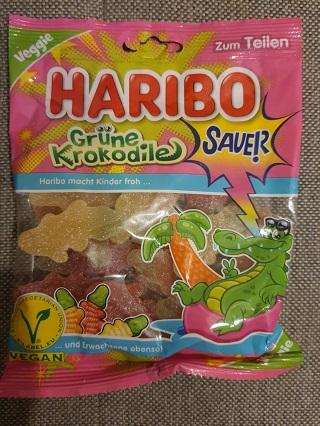 Veggie
Zum Teilen
HARIBO
Grüne
Krokodile
SAUER
Haribo macht Kinder froh ...
V
VEGAN
... und Erwachsene ebenso!